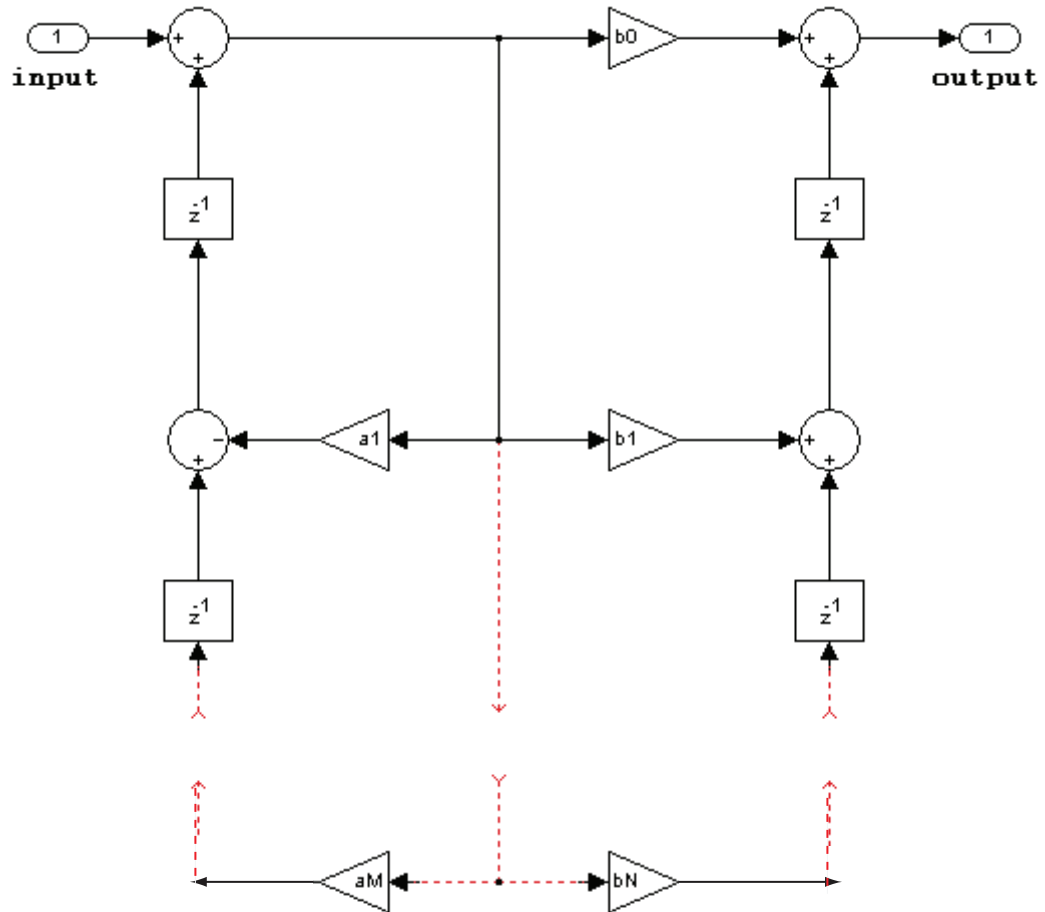 1 + + b0 + + 1
input output
z^-1 z^-1
- + a1 b1 + +
z^-1 z^-1
aM bN